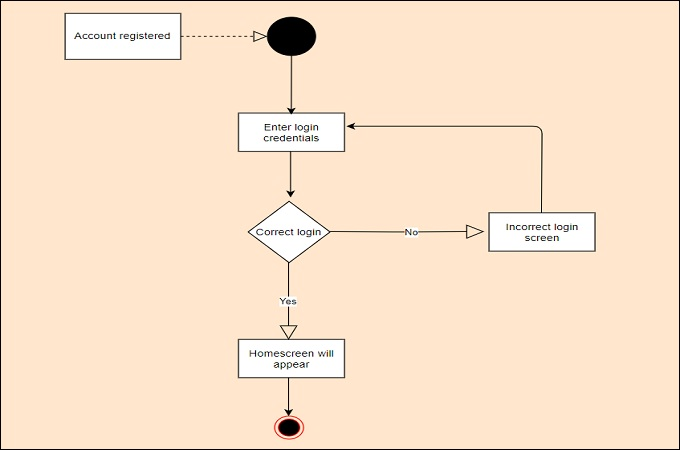 Account registered
Enter login
credentials
Correct login
No
Incorrect login
screen
Yes
Homescreen will
appear